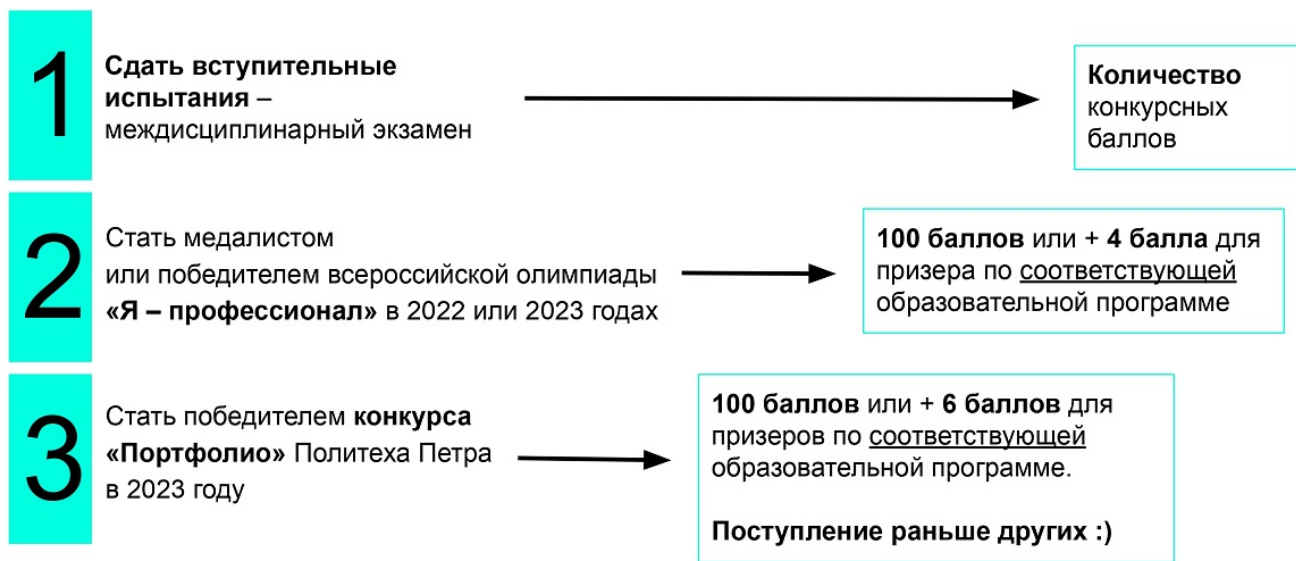 1
Сдать вступительные
испытания –
междисциплинарный экзамен
Количество
конкурсных
баллов
2
Стать медалистом
или победителем всероссийской олимпиады
«Я – профессионал» в 2022 или 2023 годах
100 баллов или + 4 балла для
призера по соответствующей
образовательной программе
3
Стать победителем конкурса
«Портфолио» Политеха Петра
в 2023 году
100 баллов или + 6 баллов для
призеров по соответствующей
образовательной программе.
Поступление раньше других :)